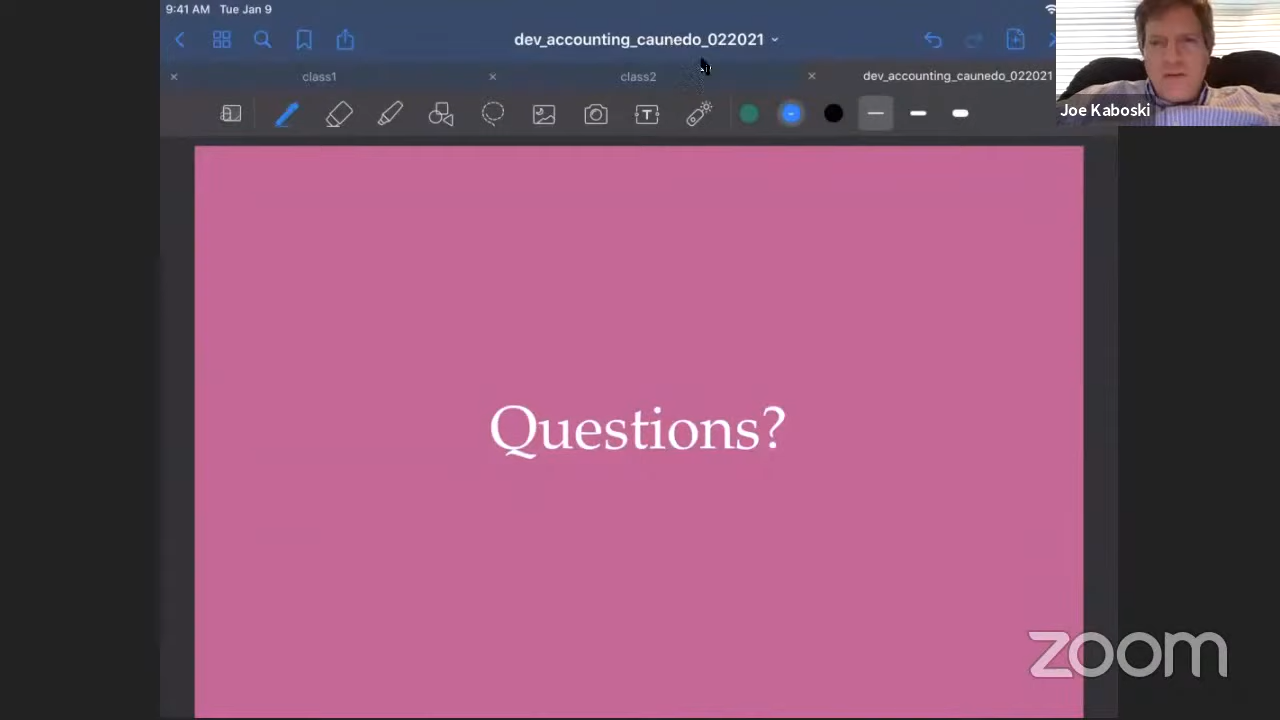 9:41 AM Tue Jan 9
dev_accounting_caunedo_022021
class1
class2
dev_accounting_caunedo_022021
T
Joe Kaboski
Questions?
zoom